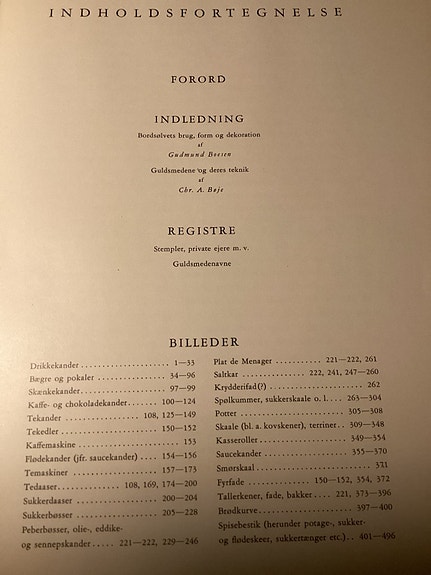 INDHOLDSFORTEGNELSE
FORORD
INDLEDNING
Bordsølvets brug, form og dekoration
af
Gudmund Boesen
Guldsmedene og deres teknik
af
Chr. A. Bøje
REGISTRE
Stempler, private ejere m. v.
Guldsmedenavne
BILLEDER
Drikkekander .................. 1—33
Bægre og pokaler .............. 34—96
Skænkekander .................. 97—99
Kaffe- og chokoladekander ...... 100—124
Tekander ............ 108, 125—149
Tekedler .................. 150—152
Kaffemaskine .................. 153
Flødekander (jfr. saucekander) .... 154—156
Temaskiner .................. 157—173
Tedaaser ............ 108, 169, 174—200
Sukkerdaaser .................. 200—204
Sukkerbøsser .................. 205—228
Peberbøsser, olie-, eddike-
og sennepskander ..... 221—222, 229—246
Plat de Menager ........... 221—222, 261
Saltkar ............ 222, 241, 247—260
Krydderifad(?) .................. 262
Spølkummer, sukkerskaale o. l. .... 263—304
Potter .................. 305—308
Skaale (bl. a. kovskener), terriner.. 309—348
Kasseroller .................. 349—354
Saucekander .................. 355—370
Smørskaal .................. 371
Fyrfade ............ 150—152, 354, 372
Tallerkener, fade, bakker .... 221, 373—396
Brødkurve .................. 397—400
Spisebestik (herunder potage-, sukker-
og flødeskeer, sukkertænger etc.) .. 401—496